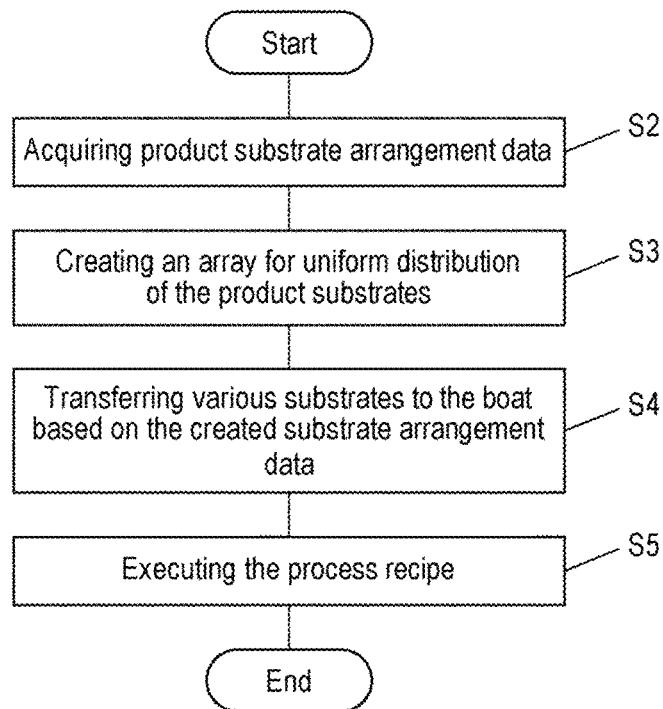 Start
Acquiring product substrate arrangement data
S2
Creating an array for uniform distribution
of the product substrates
S3
Transferring various substrates to the boat
based on the created substrate arrangement
data
S4
Executing the process recipe
S5
End